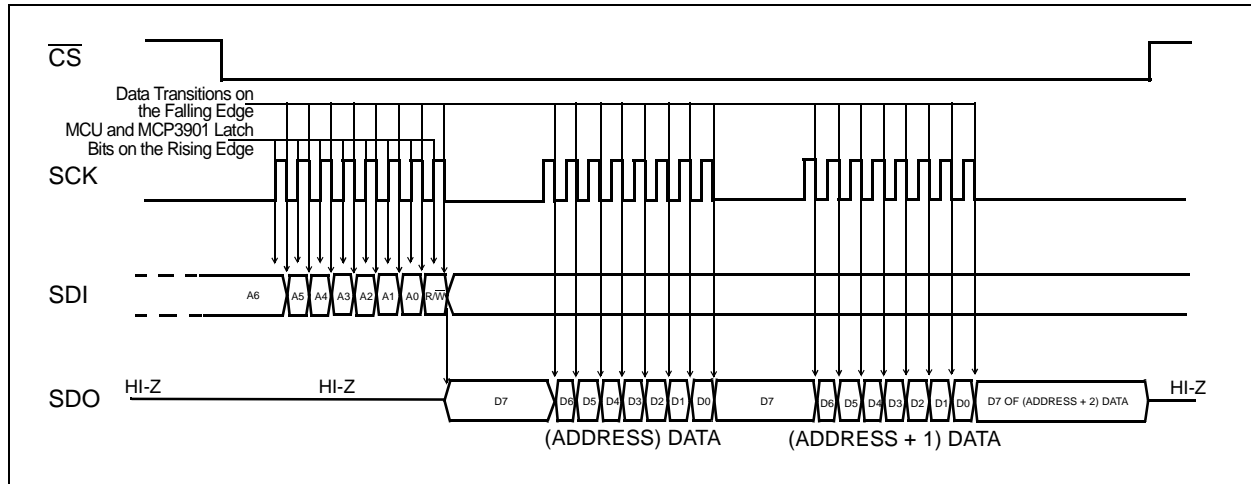 CS
Data Transitions on
the Falling Edge
MCU and MCP3901 Latch
Bits on the Rising Edge
SCK
SDI
A6 A5 A4 A3 A2 A1 A0 R/W
SDO
HI-Z HI-Z D7 D6 D5 D4 D3 D2 D1 D0 D7 D6 D5 D4 D3 D2 D1 D0 D7 OF (ADDRESS + 2) DATA HI-Z
(ADDRESS) DATA (ADDRESS + 1) DATA